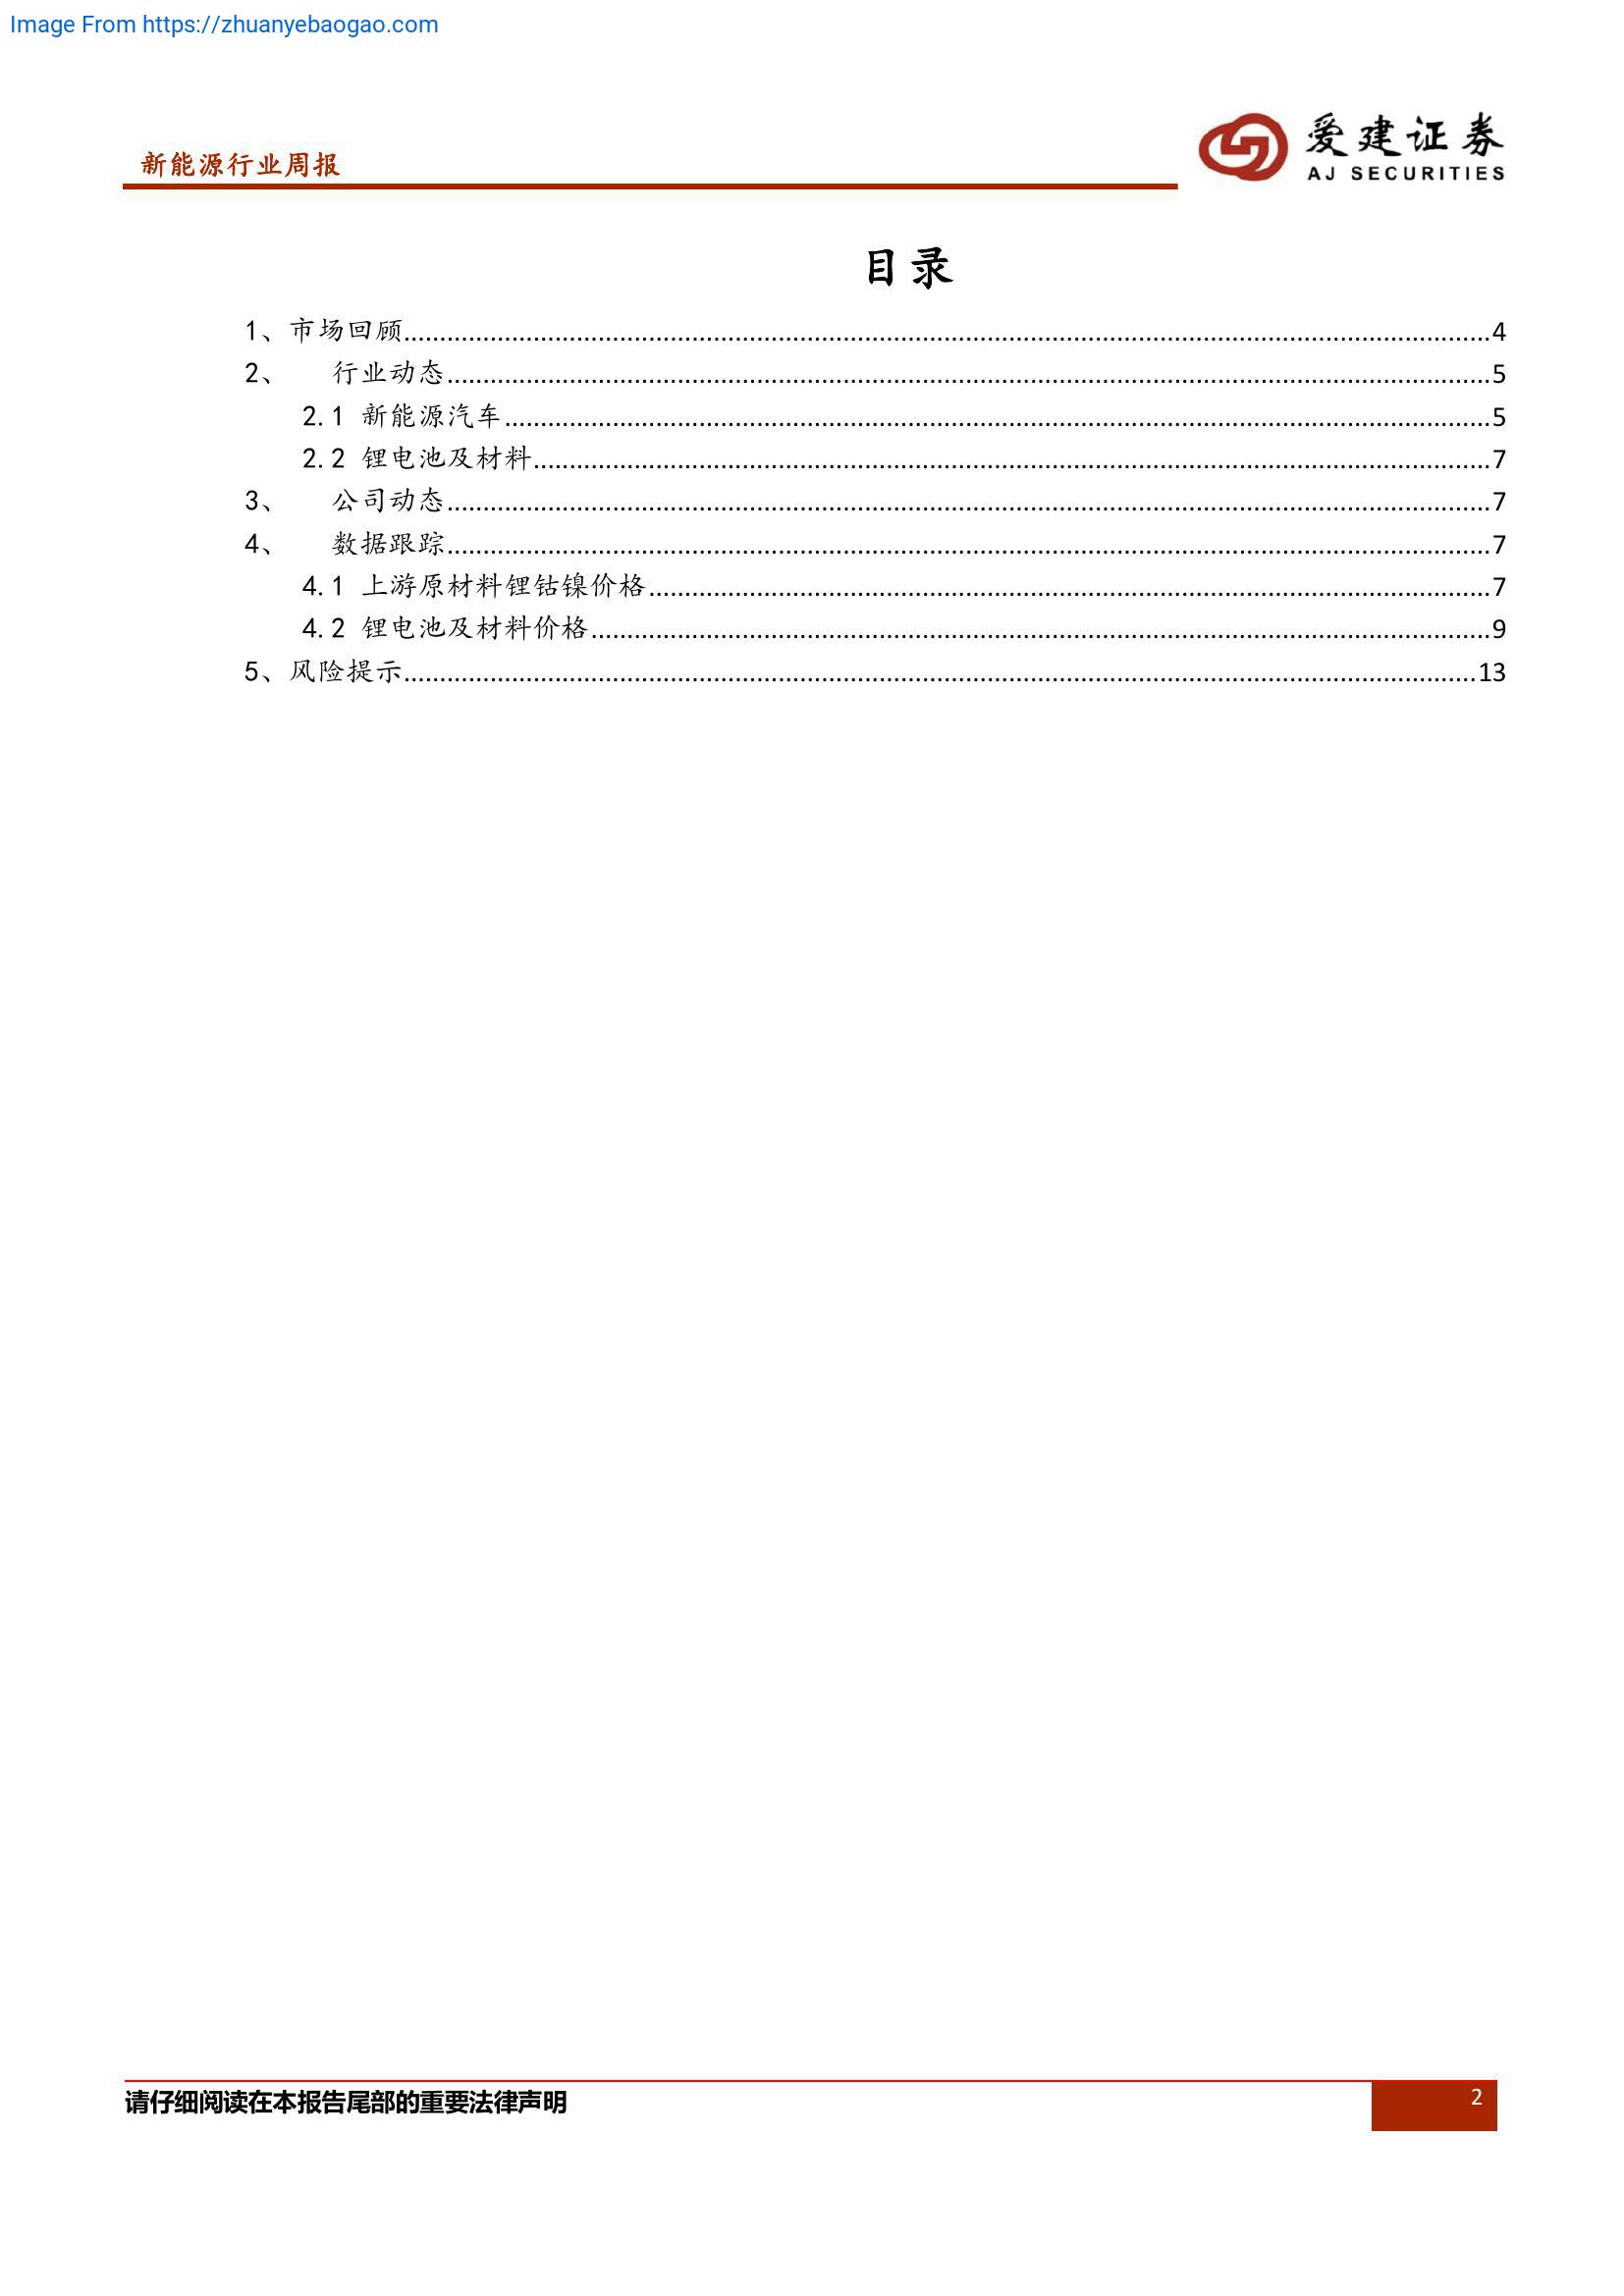 Image From https://zhuanyebaogao.com
新能源行业周报
爱建证券
AJ SECURITIES
目录
1、市场回顾........................................4
2、 行业动态........................................5
2.1 新能源汽车........................................5
2.2 锂电池及材料........................................7
3、 公司动态........................................7
4、 数据跟踪........................................7
4.1 上游原材料锂钴镍价格........................................7
4.2 锂电池及材料价格........................................9
5、风险提示........................................13
请仔细阅读在本报告尾部的重要法律声明
2